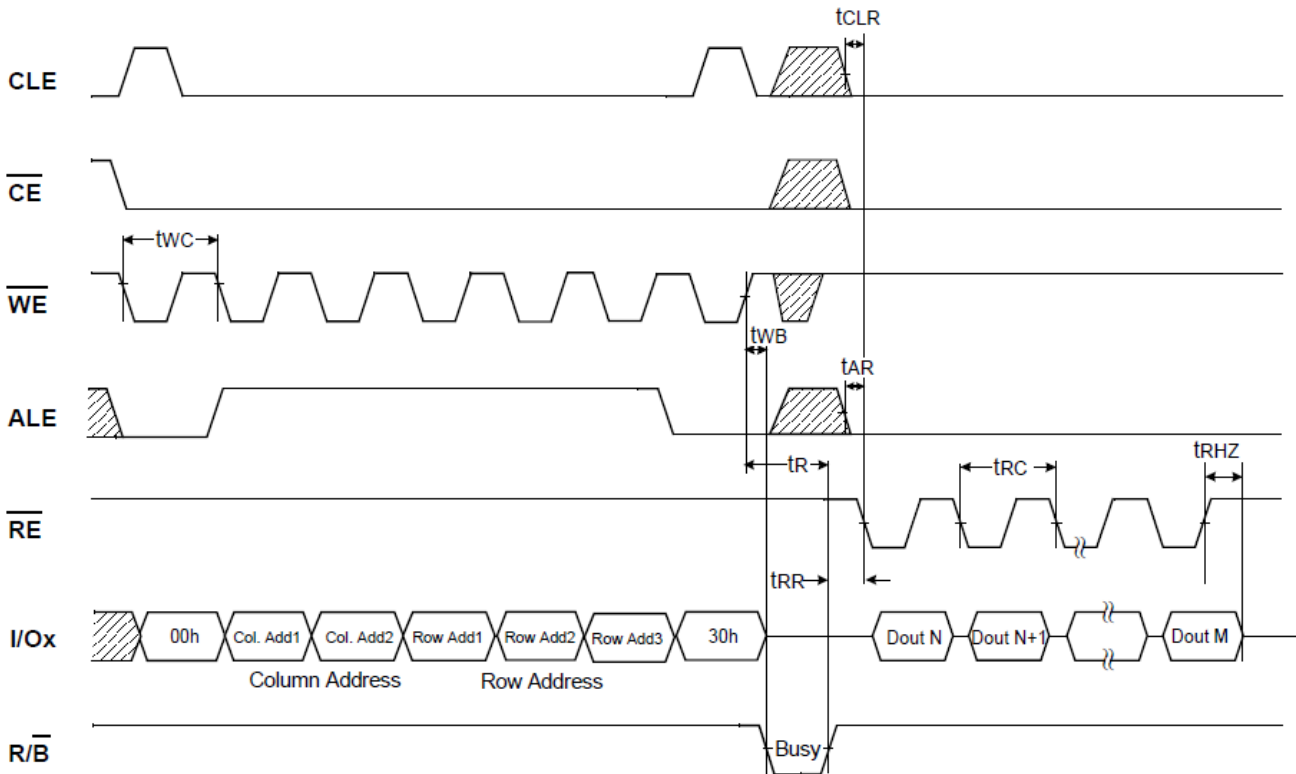 tCLR
CLE
CE
tWC
WE
tWB
tAR
ALE
tR
tRC
tRHZ
RE
tRR
I/Ox
00h
Col. Add1
Col. Add2
Row Add1
Row Add2
Row Add3
30h
Dout N
Dout N+1
Dout M
Column Address
Row Address
R/B
Busy